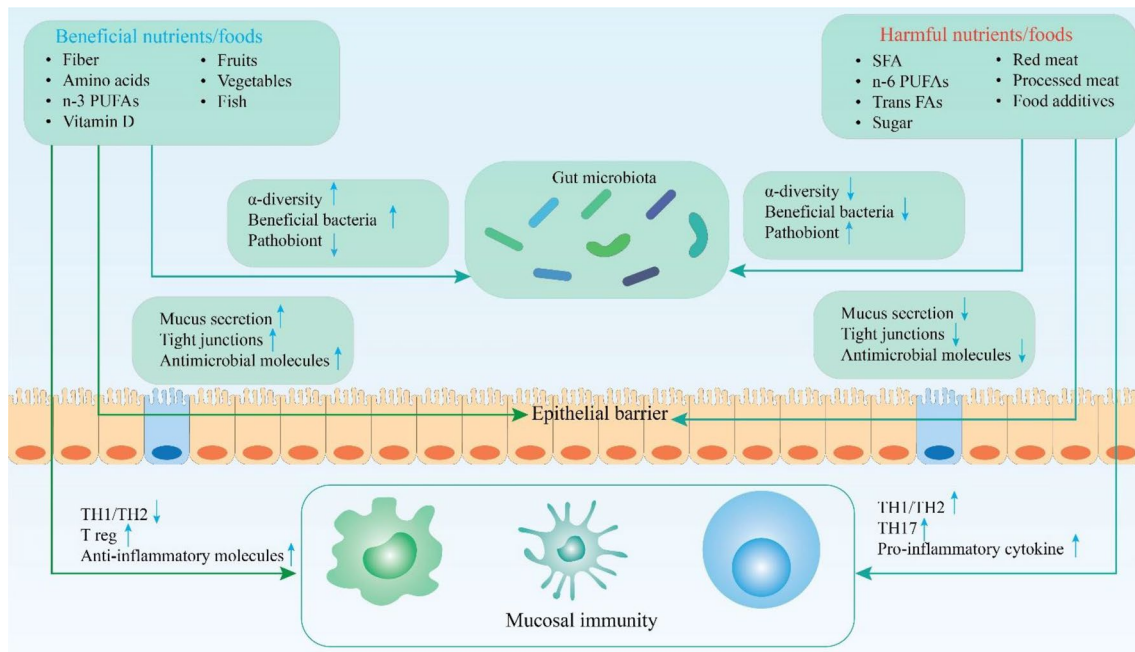 Beneficial nutrients/foods
• Fiber
• Amino acids
• n-3 PUFAs
• Vitamin D
• Fruits
• Vegetables
• Fish
Harmful nutrients/foods
• SFA
• n-6 PUFAs
• Trans FAs
• Sugar
• Red meat
• Processed meat
• Food additives
α-diversity ↑
Beneficial bacteria ↑
Pathobiont ↓
Gut microbiota
α-diversity ↓
Beneficial bacteria ↓
Pathobiont ↑
Mucus secretion ↑
Tight junctions ↑
Antimicrobial molecules ↑
Mucus secretion ↓
Tight junctions ↓
Antimicrobial molecules ↓
Epithelial barrier
TH1/TH2 ↓
T reg ↑
Anti-inflammatory molecules ↑
TH1/TH2 ↑
TH17 ↑
Pro-inflammatory cytokine ↑
Mucosal immunity